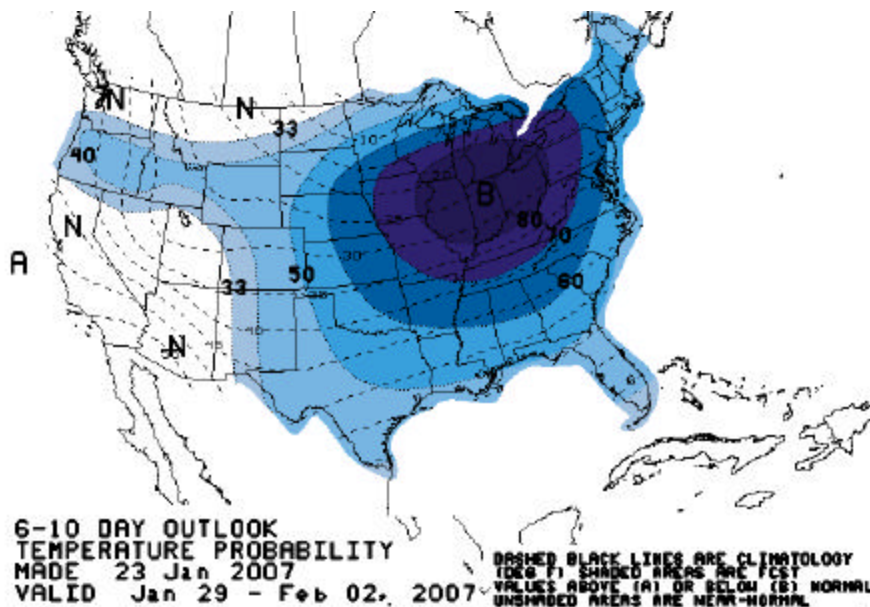 N
N
33
40
B
N
80
70
A
50
60
33
30
N
6-10 DAY OUTLOOK
TEMPERATURE PROBABILITY
MADE 23 Jan 2007
VALID Jan 29 - Feb 02, 2007
DASHED BLACK LINES ARE CLIMATOLOGY
(DEG F) SHADED AREAS ARE FCST
VALUES ABOVE (A) OR BELOW (B) NORMAL
UNSHADED AREAS ARE NEAR-NORMAL